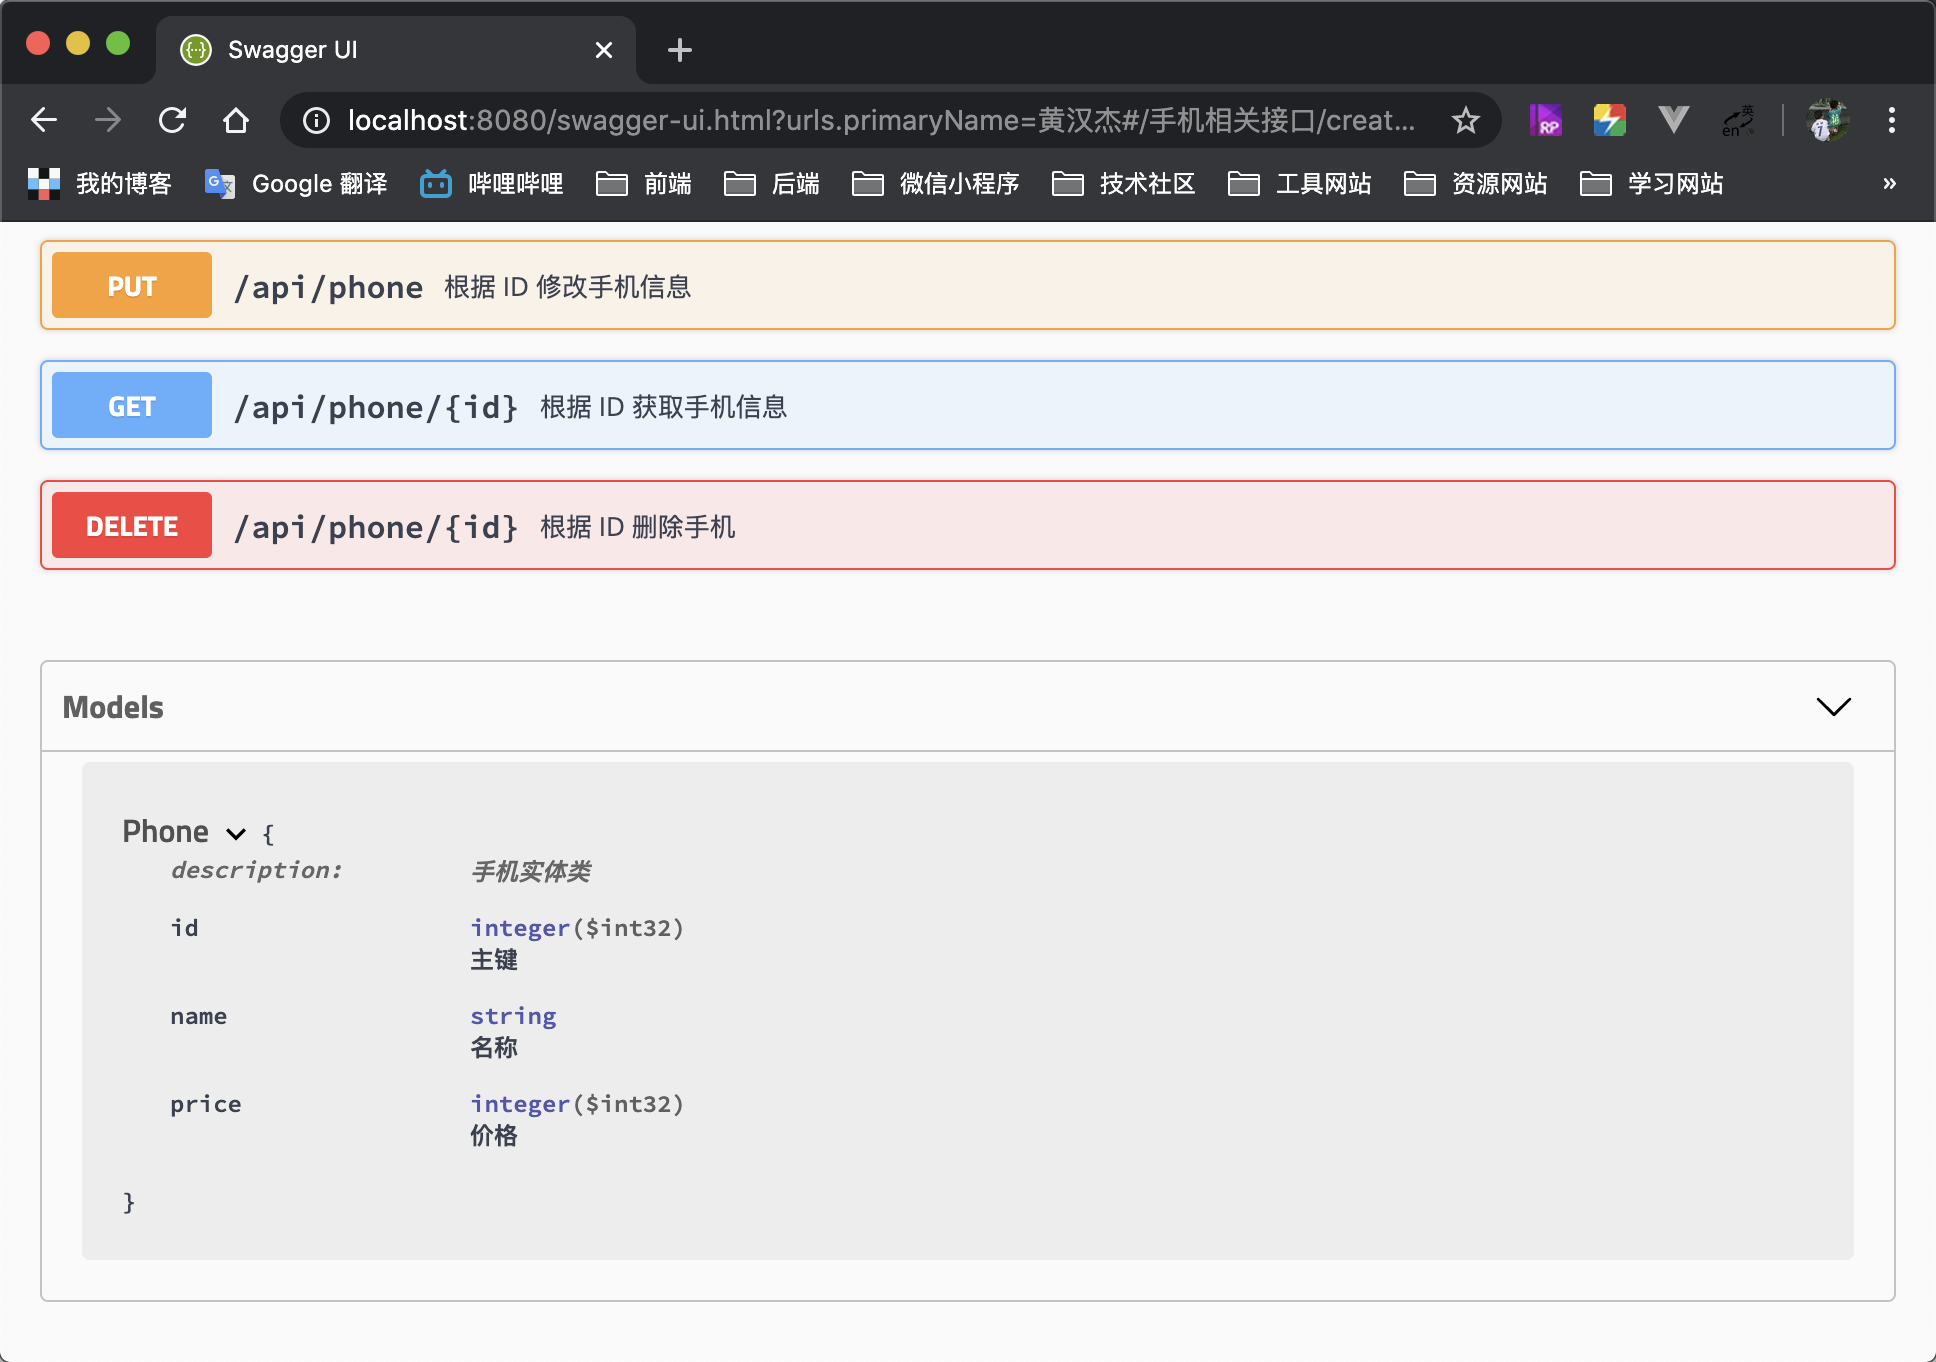 Swagger UI
localhost:8080/swagger-ui.html?urls.primaryName=黄汉杰#/手机相关接口/creat...
RP
英
en
我的博客 Google 翻译 哔哩哔哩 前端 后端 微信小程序 技术社区 工具网站 资源网站 学习网站 »
PUT /api/phone 根据 ID 修改手机信息
GET /api/phone/{id} 根据 ID 获取手机信息
DELETE /api/phone/{id} 根据 ID 删除手机
Models
Phone {
description: 手机实体类
id integer($int32)
主键
name string
名称
price integer($int32)
价格
}